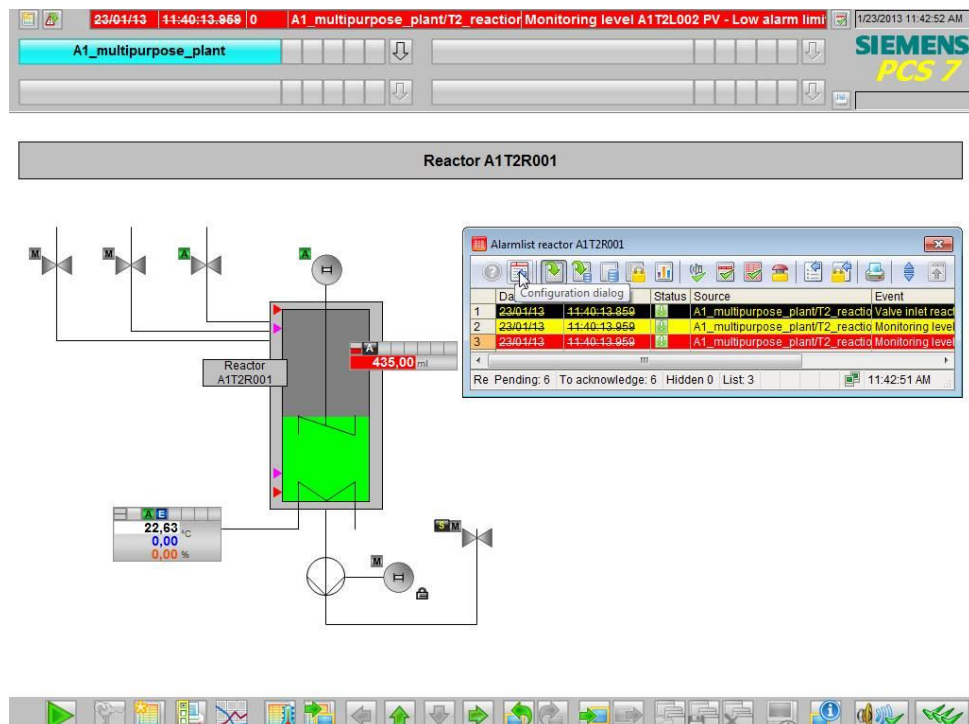 23/01/13 11:40:13.959 0 A1_multipurpose_plant/T2_reaction Monitoring level A1T2L002 PV - Low alarm limi 1/23/2013 11:42:52 AM
A1_multipurpose_plant
SIEMENS
PCS 7
Reactor A1T2R001
M M A A
Alarmlist reactor A1T2R001
Configuration dialog
Da Status Source Event
1 23/01/13 11:40:13.859 A1_multipurpose_plant/T2_reactio Valve inlet react
2 23/01/13 11:40:13.959 A1_multipurpose_plant/T2_reactio Monitoring level
3 23/01/13 11:40:13.959 A1_multipurpose_plant/T2_reactio Monitoring level
Re Pending: 6 To acknowledge: 6 Hidden 0 List: 3 11:42:51 AM
A
435,00 ml
Reactor
A1T2R001
A E
22,63 °C
0,00
0,00 %
S M
M